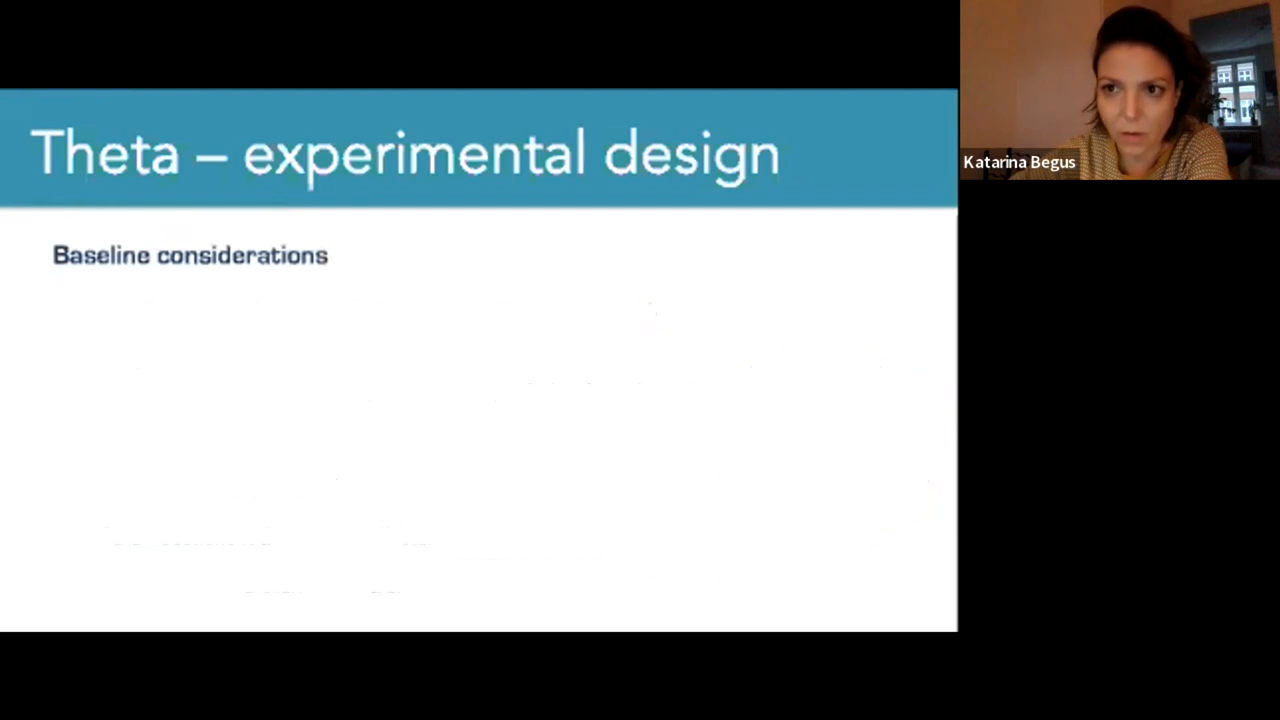 Theta – experimental design
Katarina Begus
Baseline considerations